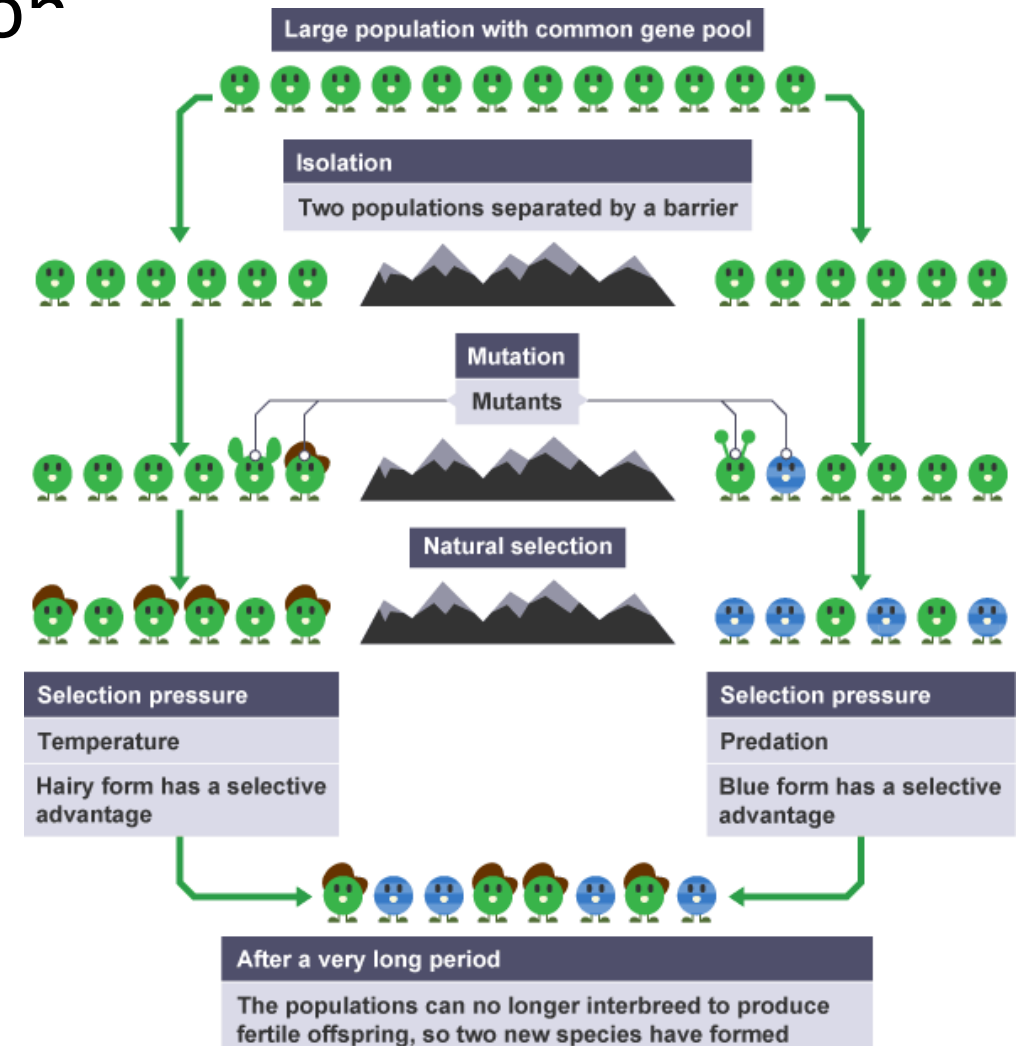 Large population with common gene pool
Isolation
Two populations separated by a barrier
Mutation
Mutants
Natural selection
Selection pressure
Temperature
Hairy form has a selective
advantage
Selection pressure
Predation
Blue form has a selective
advantage
After a very long period
The populations can no longer interbreed to produce
fertile offspring, so two new species have formed